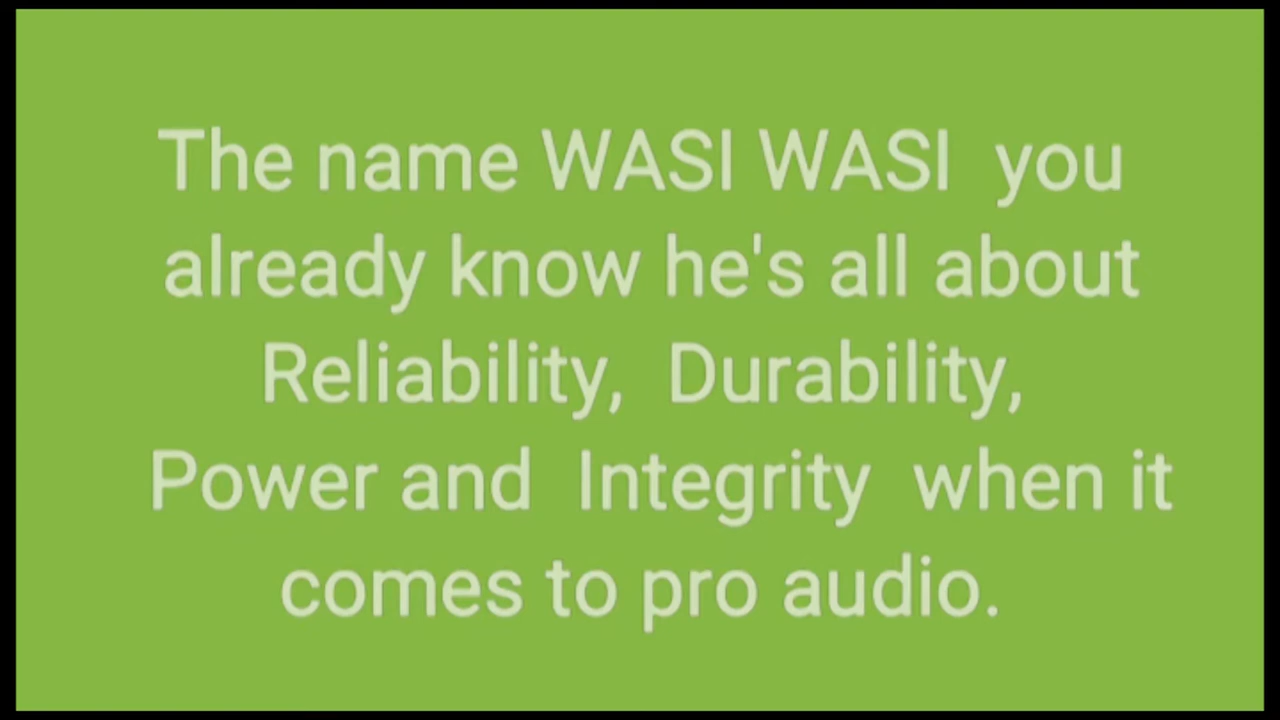 The name WASI WASI  you
already know he's all about
Reliability,  Durability,
Power and  Integrity  when it
comes to pro audio.